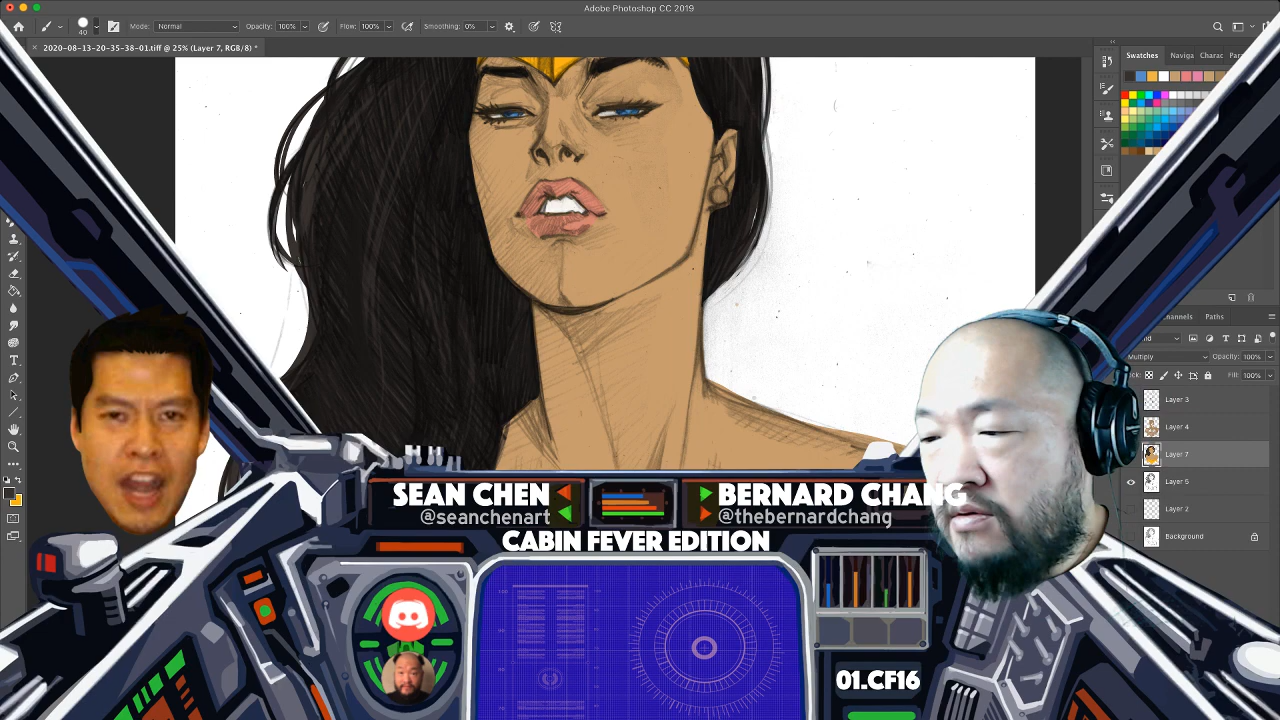 Adobe Photoshop CC 2019
40
Mode: Normal
Opacity: 100%
Flow: 100%
Smoothing: 0%
2020-08-13-20-35-38-01.tiff @ 25% (Layer 7, RGB/8) *
Swatches
Naviga
Charac
Par
Paths
Multiply
Opacity: 100%
Fill: 100%
Layer 3
Layer 4
Layer 7
Layer 5
Layer 2
Background
SEAN CHEN
@seanchenart
BERNARD CHANG
@thebernardchang
CABIN FEVER EDITION
01.CF16